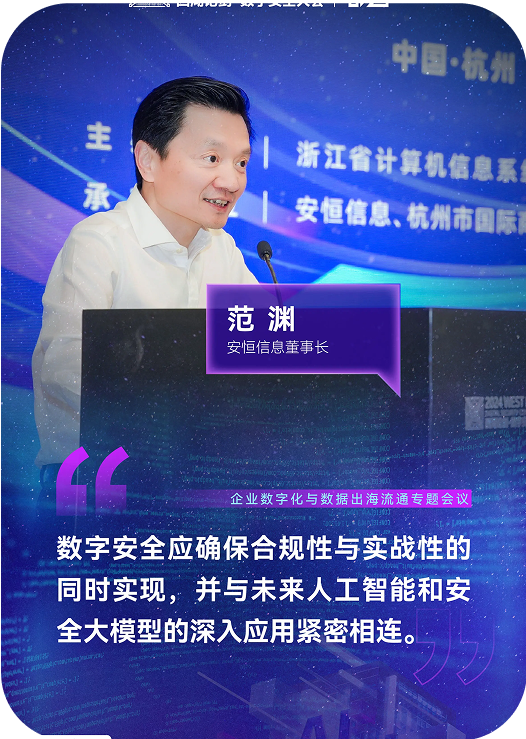 中国·杭州
主
浙江省计算机信息系统
承
安恒信息、杭州市国际
范 渊
安恒信息董事长
2024 WEST
企业数字化与数据出海流通专题会议
数字安全应确保合规性与实战性的
同时实现，并与未来人工智能和安
全大模型的深入应用紧密相连。